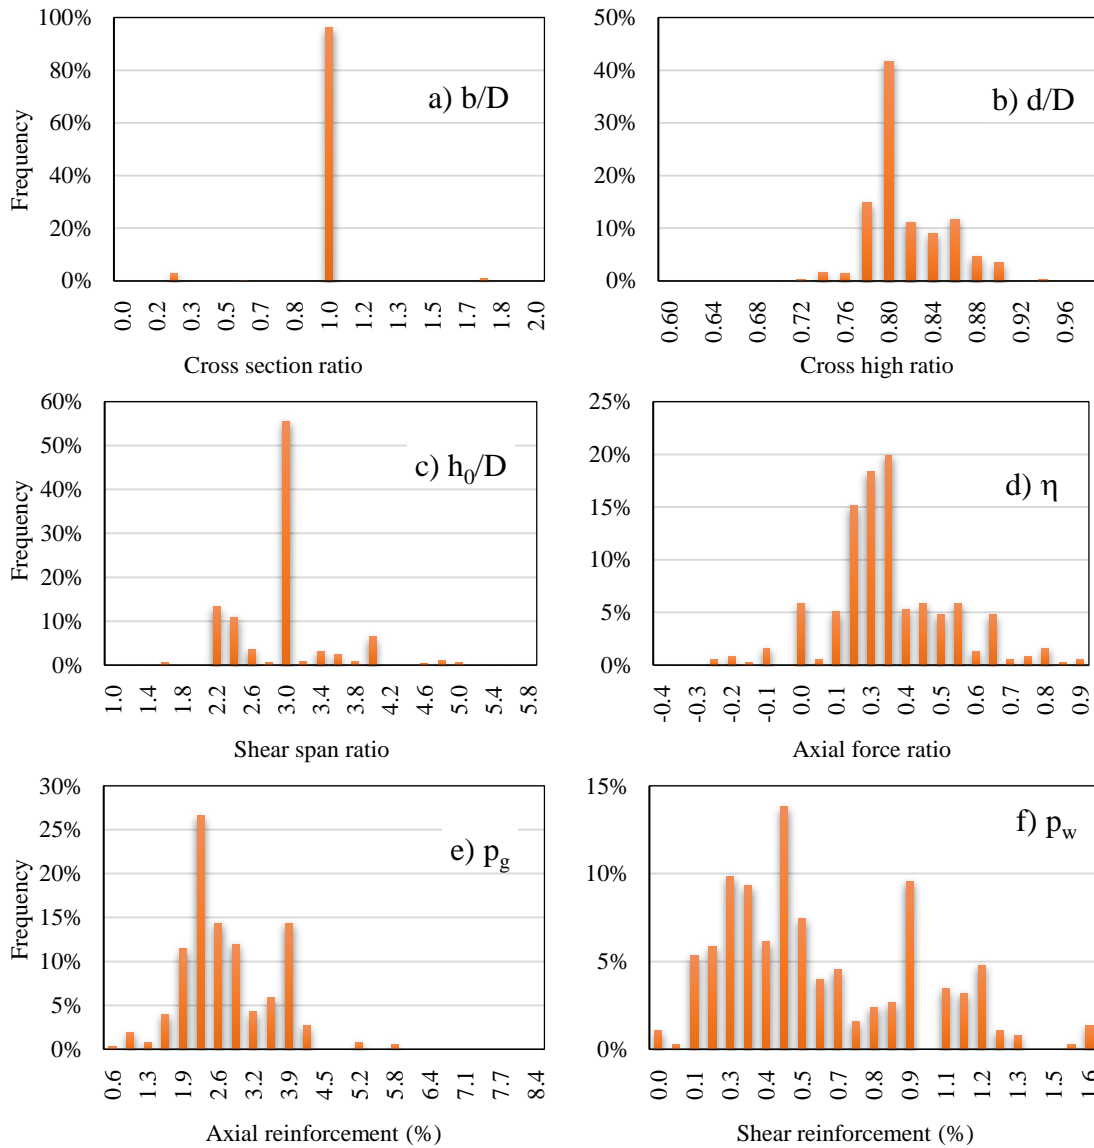 100%
80%
60%
40%
20%
0%
Frequency
a) b/D
0.0 0.2 0.3 0.5 0.7 0.8 1.0 1.2 1.3 1.5 1.7 1.8 2.0
Cross section ratio
50%
40%
30%
20%
10%
0%
b) d/D
0.60 0.64 0.68 0.72 0.76 0.80 0.84 0.88 0.92 0.96
Cross high ratio
60%
50%
40%
30%
20%
10%
0%
Frequency
c) h₀/D
1.0 1.4 1.8 2.2 2.6 3.0 3.4 3.8 4.2 4.6 5.0 5.4 5.8
Shear span ratio
25%
20%
15%
10%
5%
0%
d) η
-0.4 -0.3 -0.2 -0.1 0.0 0.1 0.3 0.4 0.5 0.6 0.7 0.8 0.9
Axial force ratio
30%
25%
20%
15%
10%
5%
0%
Frequency
e) p_g
0.6 1.3 1.9 2.6 3.2 3.9 4.5 5.2 5.8 6.4 7.1 7.7 8.4
Axial reinforcement (%)
15%
10%
5%
0%
f) p_w
0.0 0.1 0.3 0.4 0.5 0.7 0.8 0.9 1.1 1.2 1.3 1.5 1.6
Shear reinforcement (%)